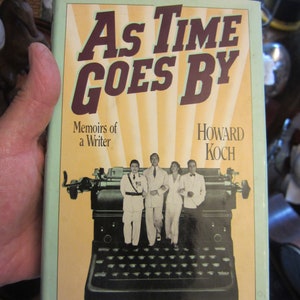 AS TIME
GOES BY
Memoirs of
a Writer
HOWARD
KOCH